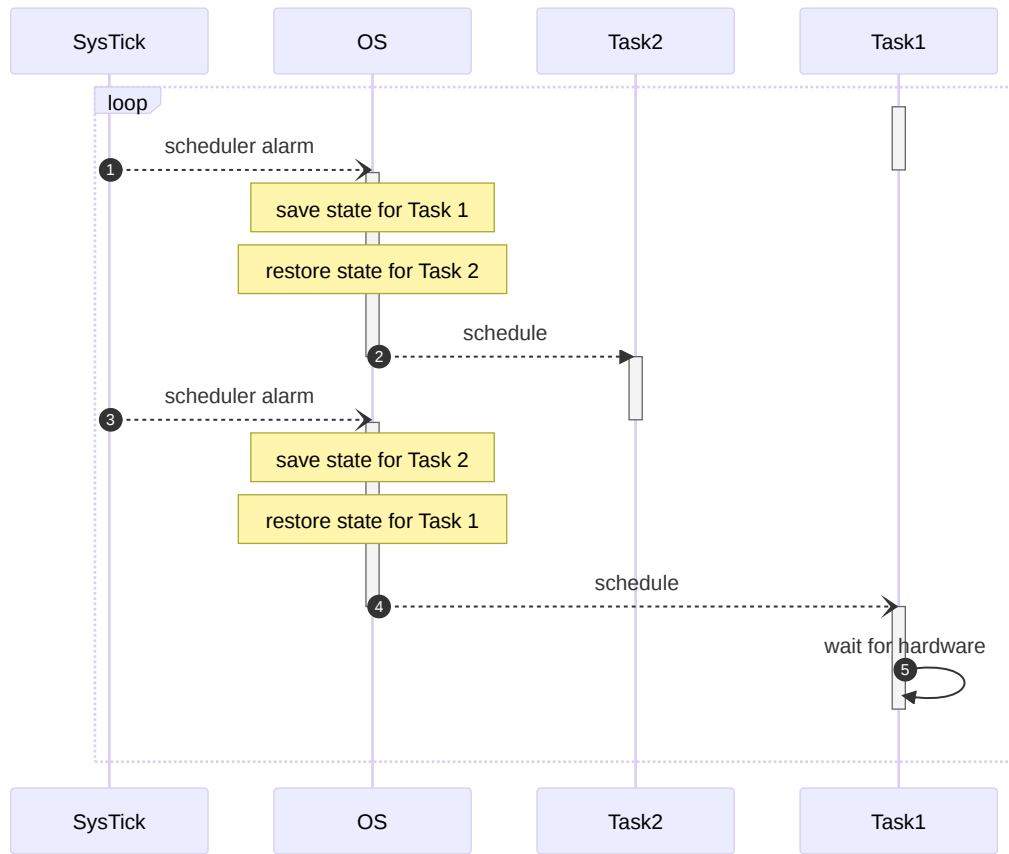 SysTick
OS
Task2
Task1
loop
scheduler alarm
1
save state for Task 1
restore state for Task 2
schedule
2
scheduler alarm
3
save state for Task 2
restore state for Task 1
schedule
4
wait for hardware
5
SysTick
OS
Task2
Task1